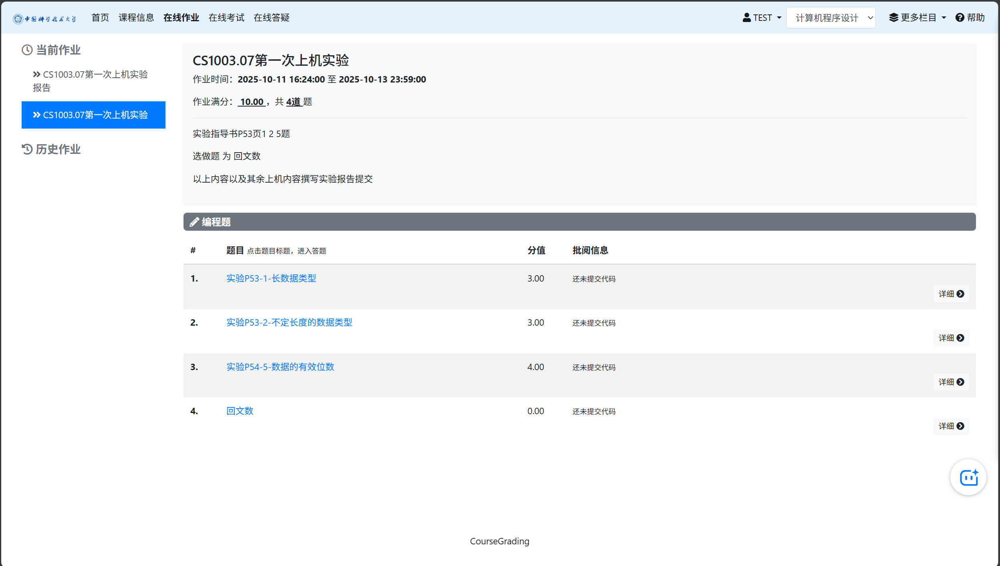 中国科学技术大学 首页 课程信息 在线作业 在线考试 在线答疑 TEST 计算机程序设计 更多栏目 帮助
当前作业
CS1003.07第一次上机实验
报告
CS1003.07第一次上机实验
历史作业
CS1003.07第一次上机实验
作业时间：2025-10-11 16:24:00 至 2025-10-13 23:59:00
作业满分： 10.00 ，共 4道 题
实验指导书P53页1 2 5题
选做题 为 回文数
以上内容以及其余上机内容撰写实验报告提交
编程题
# 题目 点击题目标题，进入答题 分值 批阅信息
1. 实验P53-1-长数据类型 3.00 还未提交代码
详细
2. 实验P53-2-不定长度的数据类型 3.00 还未提交代码
详细
3. 实验P54-5-数据的有效位数 4.00 还未提交代码
详细
4. 回文数 0.00 还未提交代码
详细
CourseGrading